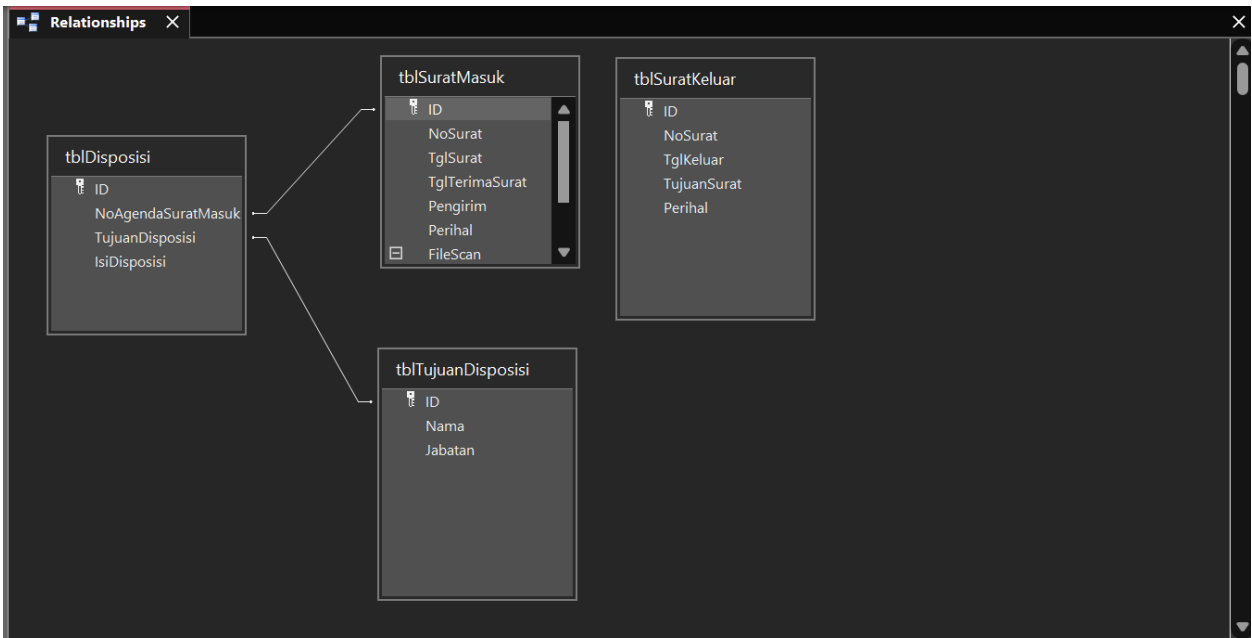 Relationships
tblDisposisi
ID
NoAgendaSuratMasuk
TujuanDisposisi
IsiDisposisi
tblSuratMasuk
ID
NoSurat
TglSurat
TglTerimaSurat
Pengirim
Perihal
FileScan
tblSuratKeluar
ID
NoSurat
TglKeluar
TujuanSurat
Perihal
tblTujuanDisposisi
ID
Nama
Jabatan